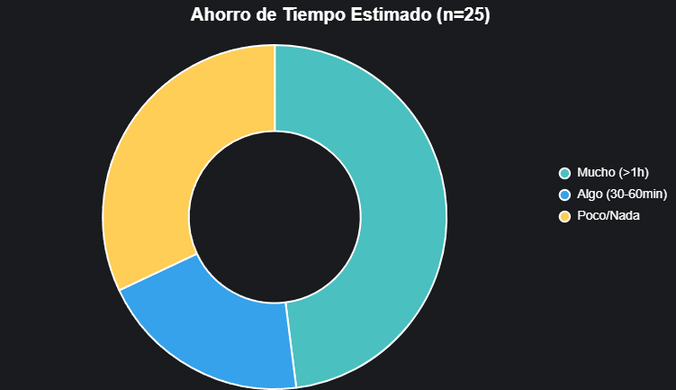 Ahorro de Tiempo Estimado (n=25)
Mucho (>1h)
Algo (30-60min)
Poco/Nada